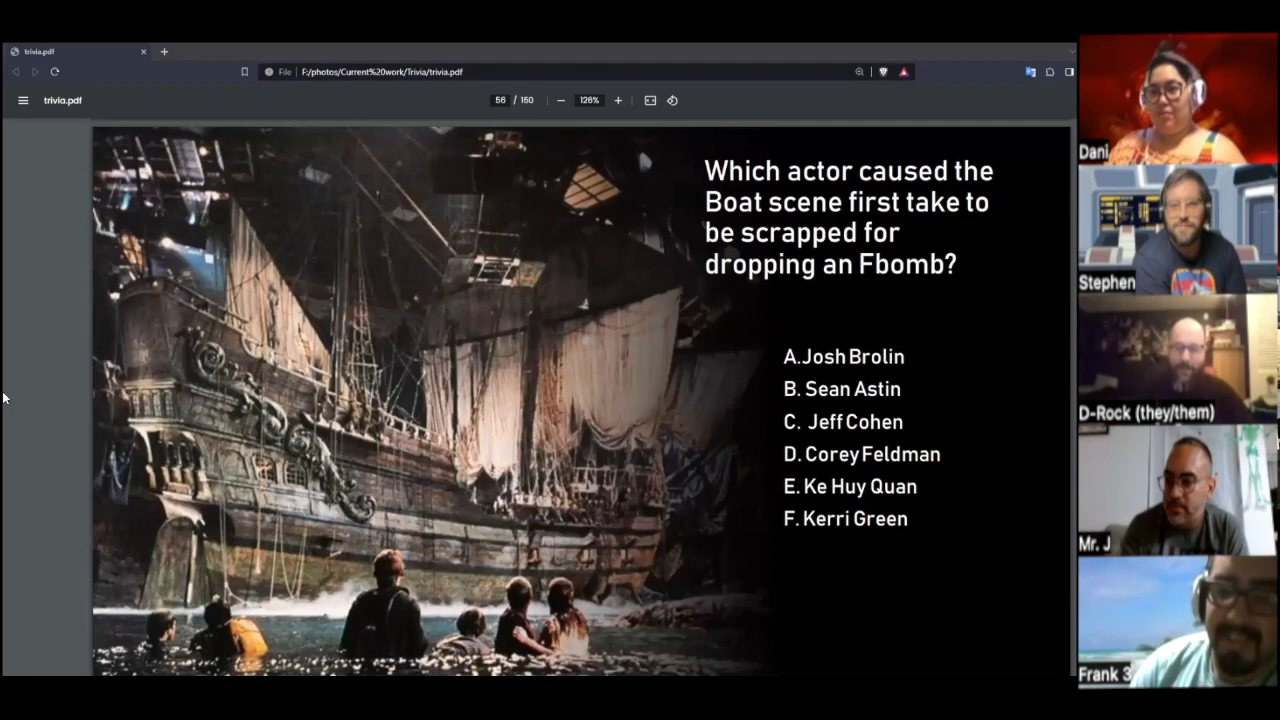 trivia.pdf
File F:/photos/Current%20work/Trivia/trivia.pdf
trivia.pdf
56 / 150
126%
Which actor caused the
Boat scene first take to
be scrapped for
dropping an Fbomb?
A.Josh Brolin
B. Sean Astin
C. Jeff Cohen
D. Corey Feldman
E. Ke Huy Quan
F. Kerri Green
Dani
Stephen
D-Rock (they/them)
Mr. J
Frank 3